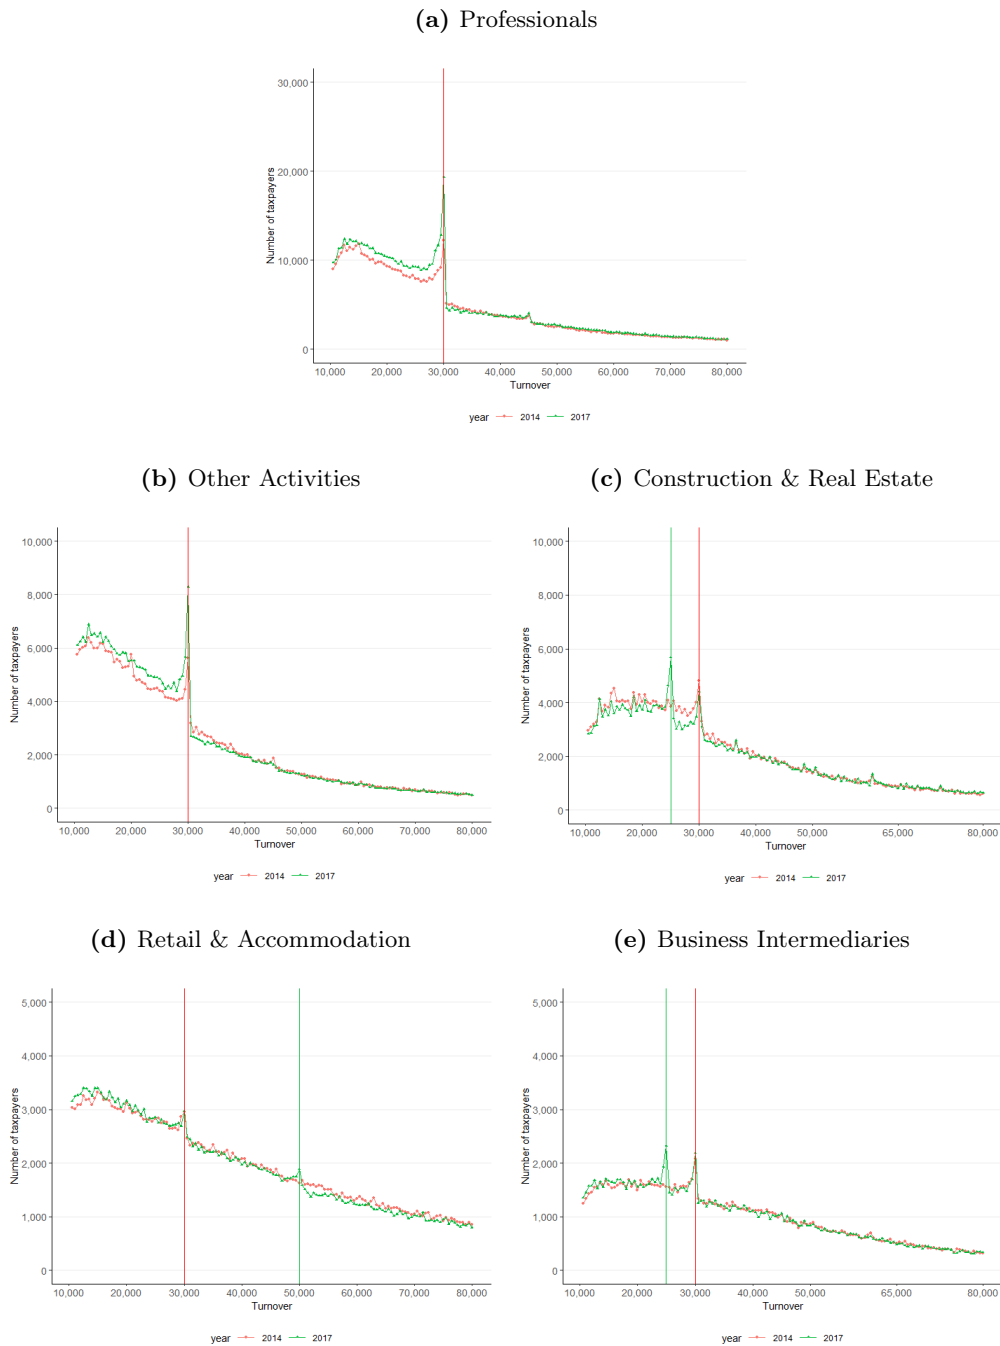 (a) Professionals
30,000
20,000
10,000
0
Number of taxpayers
10,000 20,000 30,000 40,000 50,000 60,000 70,000 80,000
Turnover
year 2014 2017
(b) Other Activities
10,000
8,000
6,000
4,000
2,000
0
Number of taxpayers
10,000 20,000 30,000 40,000 50,000 60,000 70,000 80,000
Turnover
year 2014 2017
(c) Construction & Real Estate
10,000
8,000
6,000
4,000
2,000
0
Number of taxpayers
10,000 20,000 30,000 40,000 50,000 65,000 80,000
Turnover
year 2014 2017
(d) Retail & Accommodation
5,000
4,000
3,000
2,000
1,000
0
Number of taxpayers
10,000 20,000 30,000 40,000 50,000 60,000 70,000 80,000
Turnover
year 2014 2017
(e) Business Intermediaries
5,000
4,000
3,000
2,000
1,000
0
Number of taxpayers
10,000 20,000 30,000 40,000 50,000 65,000 80,000
Turnover
year 2014 2017